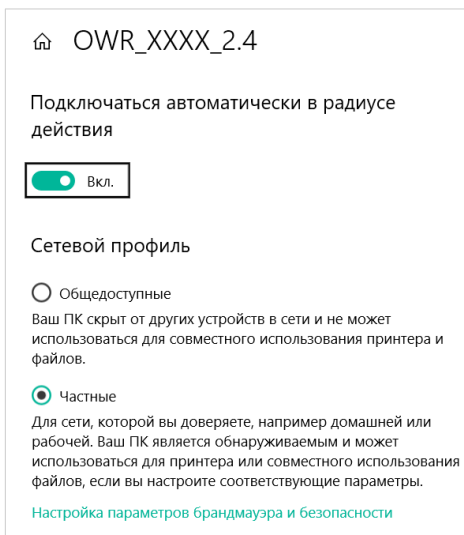 OWR_XXXX_2.4
Подключаться автоматически в радиусе
действия
Вкл.
Сетевой профиль
Общедоступные
Ваш ПК скрыт от других устройств в сети и не может
использоваться для совместного использования принтера и
файлов.
Частные
Для сети, которой вы доверяете, например домашней или
рабочей. Ваш ПК является обнаруживаемым и может
использоваться для принтера или совместного использования
файлов, если вы настроите соответствующие параметры.
Настройка параметров брандмауэра и безопасности